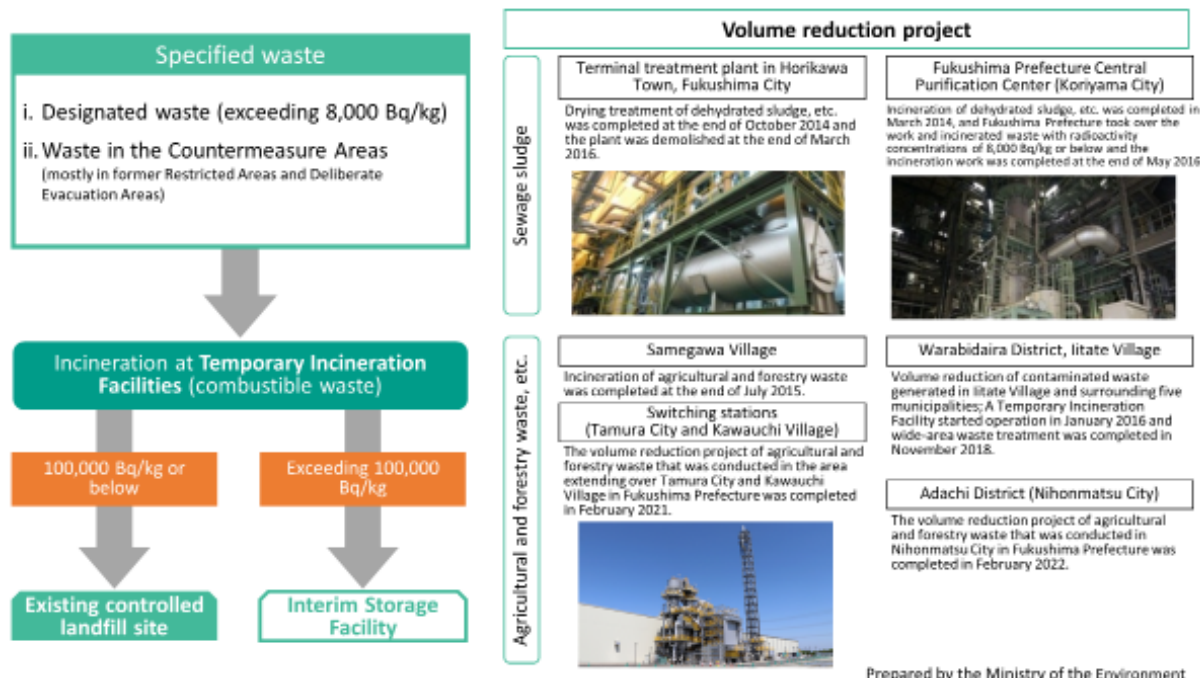 Specified waste
i. Designated waste (exceeding 8,000 Bq/kg)
ii. Waste in the Countermeasure Areas
(mostly in former Restricted Areas and Deliberate
Evacuation Areas)
Incineration at Temporary Incineration
Facilities (combustible waste)
100,000 Bq/kg or
below
Exceeding 100,000
Bq/kg
Existing controlled
landfill site
Interim Storage
Facility
Volume reduction project
Sewage sludge
Terminal treatment plant in Horikawa
Town, Fukushima City
Drying treatment of dehydrated sludge, etc.
was completed at the end of October 2014 and
the plant was demolished at the end of March
2016.
Fukushima Prefecture Central
Purification Center (Koriyama City)
Incineration of dehydrated sludge, etc. was completed in
March 2014, and Fukushima Prefecture took over the
work and incinerated waste with radioactivity
concentrations of 8,000 Bq/kg or below and the
incineration work was completed at the end of May 2016
Agricultural and forestry waste, etc.
Samegawa Village
Incineration of agricultural and forestry waste
was completed at the end of July 2015.
Switching stations
(Tamura City and Kawauchi Village)
The volume reduction project of agricultural and
forestry waste that was conducted in the area
extending over Tamura City and Kawauchi
Village in Fukushima Prefecture was completed
in February 2021.
Warabidaira District, Iitate Village
Volume reduction of contaminated waste
generated in Iitate Village and surrounding five
municipalities; A Temporary Incineration
Facility started operation in January 2016 and
wide-area waste treatment was completed in
November 2018.
Adachi District (Nihonmatsu City)
The volume reduction project of agricultural
and forestry waste that was conducted in
Nihonmatsu City in Fukushima Prefecture was
completed in February 2022.
Prepared by the Ministry of the Environment